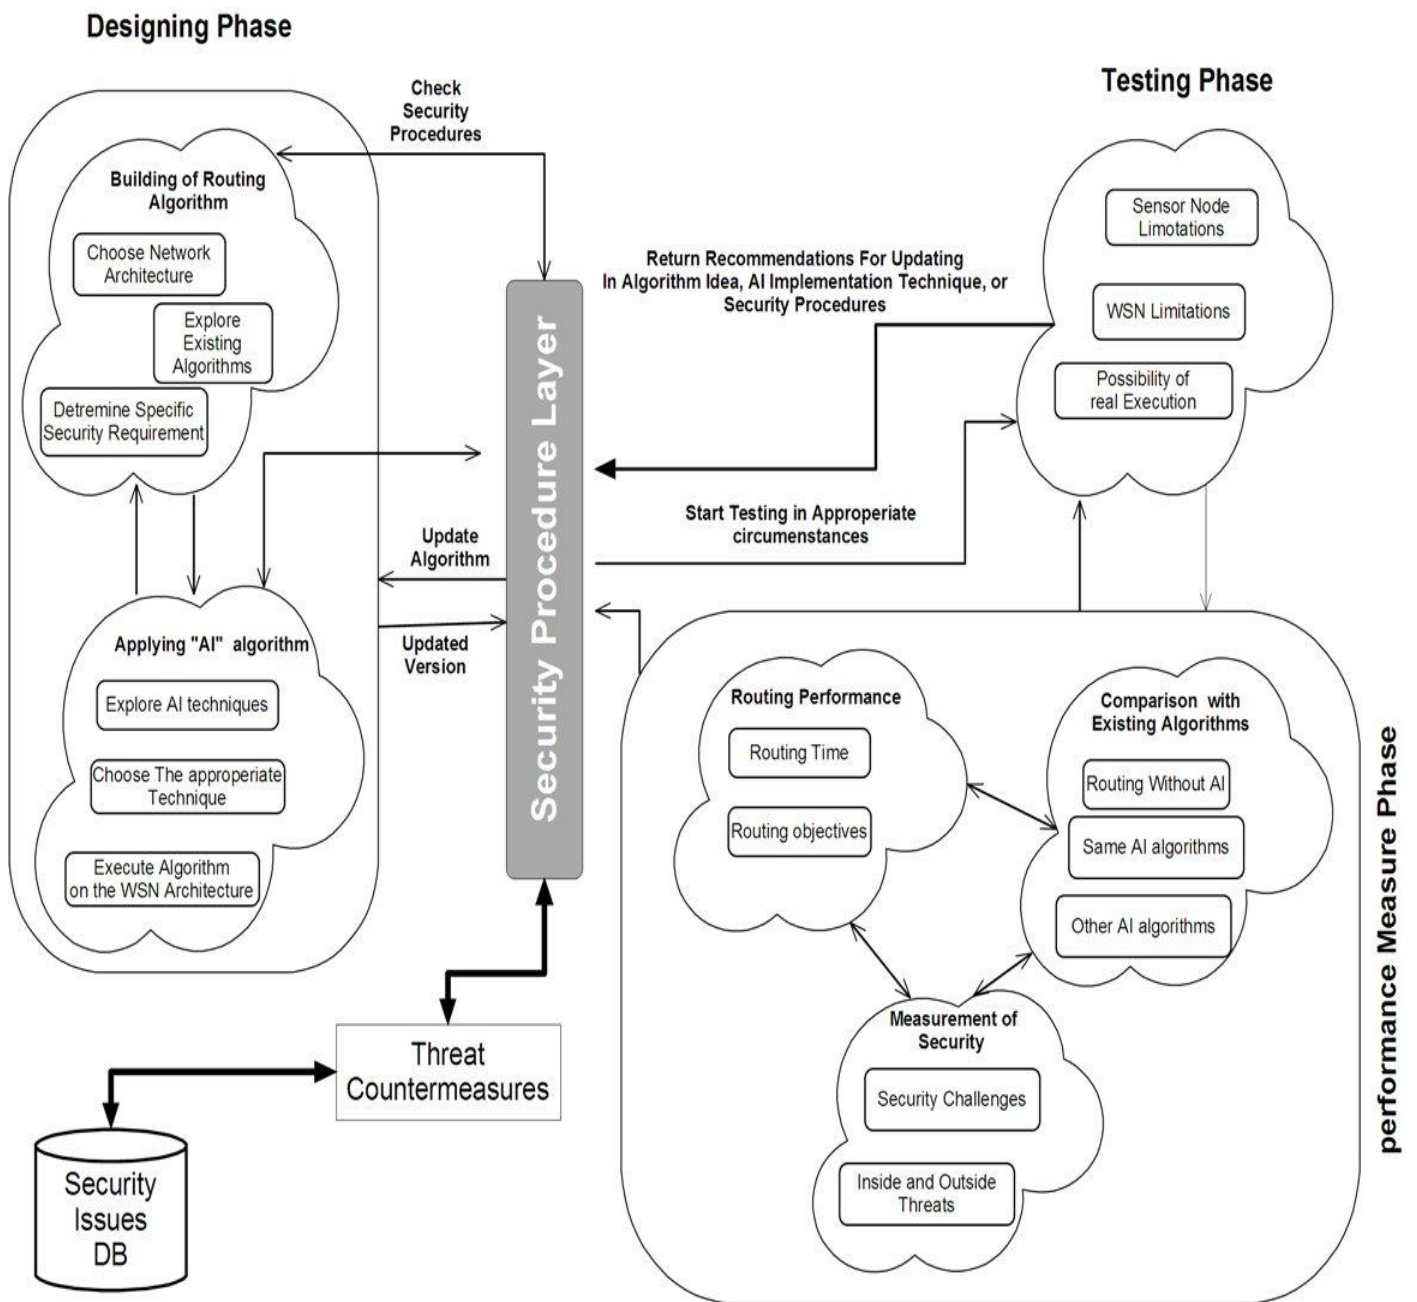 Designing Phase
Check
Security
Procedures
Building of Routing
Algorithm
Choose Network
Architecture
Explore
Existing
Algorithms
Detremine Specific
Security Requirement
Update
Algorithm
Updated
Version
Applying "AI" algorithm
Explore AI techniques
Choose The approperiate
Technique
Execute Algorithm
on the WSN Architecture
Security Procedure Layer
Threat
Countermeasures
Security
Issues
DB
Testing Phase
Sensor Node
Limotations
WSN Limitations
Possibility of
real Execution
Return Recommendations For Updating
In Algorithm Idea, AI Implementation Technique, or
Security Procedures
Start Testing in Approperiate
circumenstances
Routing Performance
Routing Time
Routing objectives
Comparison with
Existing Algorithms
Routing Without AI
Same AI algorithms
Other AI algorithms
Measurement of
Security
Security Challenges
Inside and Outside
Threats
performance Measure Phase